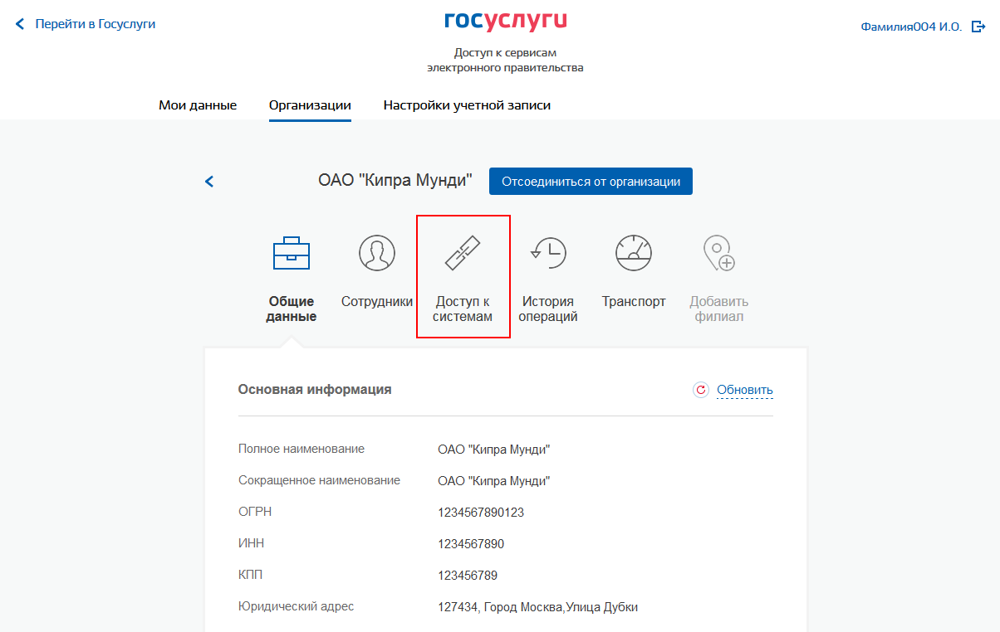 Перейти в Госуслуги
госуслуги
Фамилия004 И.О.
Доступ к сервисам
электронного правительства
Мои данные Организации Настройки учетной записи
ОАО "Кипра Мунди" Отсоединиться от организации
Общие данные
Сотрудники
Доступ к системам
История операций
Транспорт
Добавить филиал
Основная информация Обновить
Полное наименование ОАО "Кипра Мунди"
Сокращенное наименование ОАО "Кипра Мунди"
ОГРН 1234567890123
ИНН 1234567890
КПП 123456789
Юридический адрес 127434, Город Москва,Улица Дубки